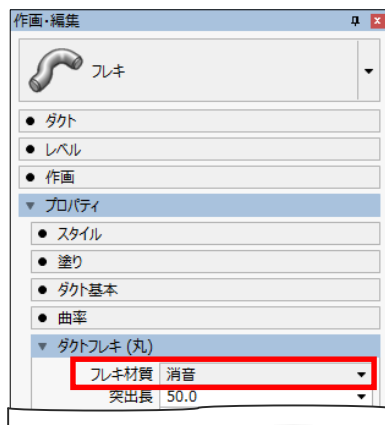 作画・編集
フレキ
ダクト
レベル
作画
プロパティ
スタイル
塗り
ダクト基本
曲率
ダクトフレキ (丸)
フレキ材質 消音
突出長 50.0